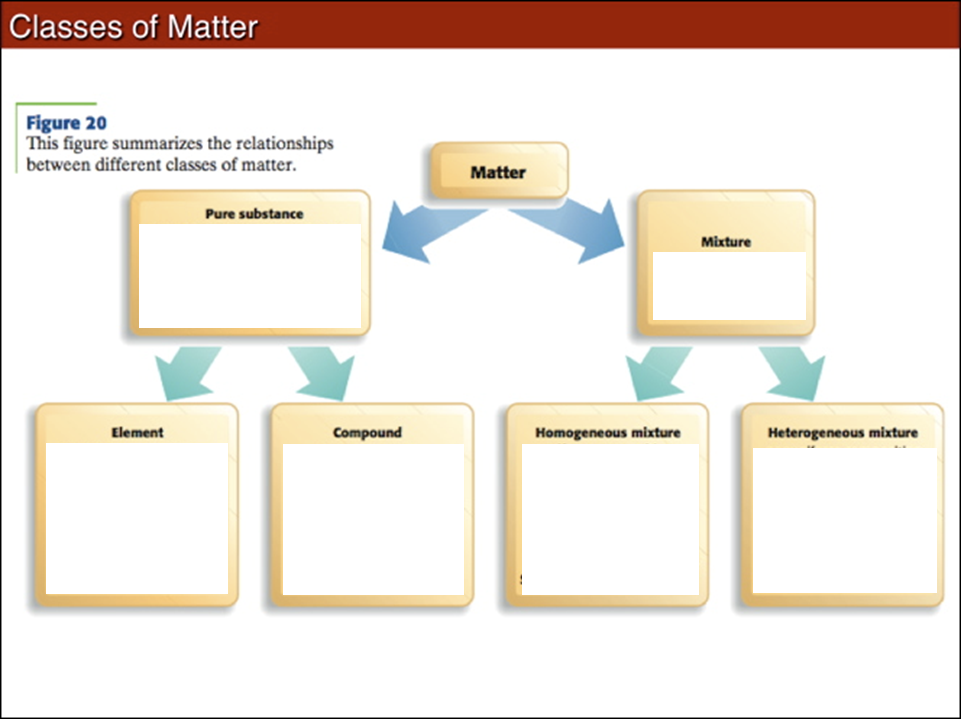 Classes of Matter
Figure 20
This figure summarizes the relationships
between different classes of matter.
Matter
Pure substance
Mixture
Element
Compound
Homogeneous mixture
Heterogeneous mixture